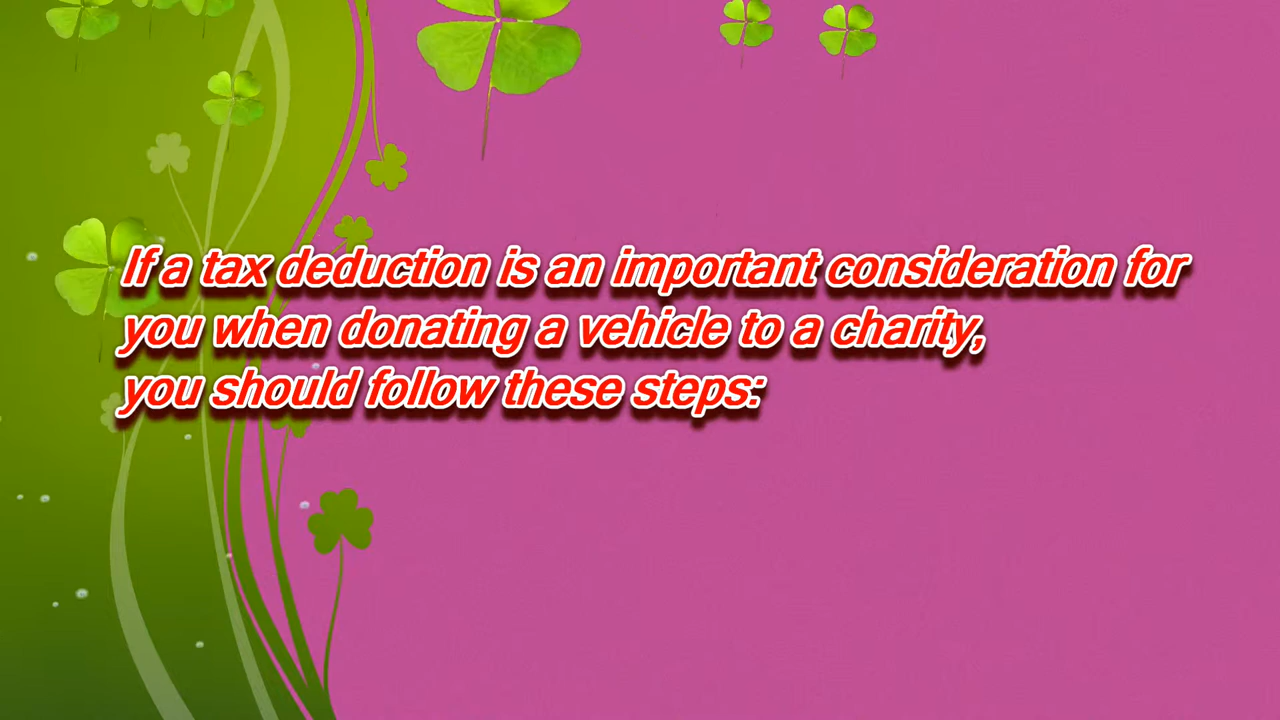 If a tax deduction is an important consideration for
you when donating a vehicle to a charity,
you should follow these steps: